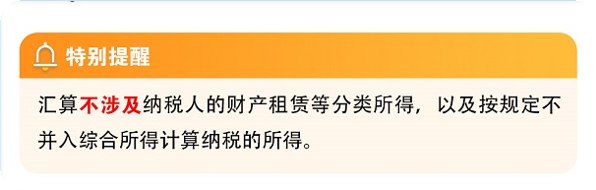 特别提醒
汇算不涉及纳税人的财产租赁等分类所得，以及按规定不
并入综合所得计算纳税的所得。